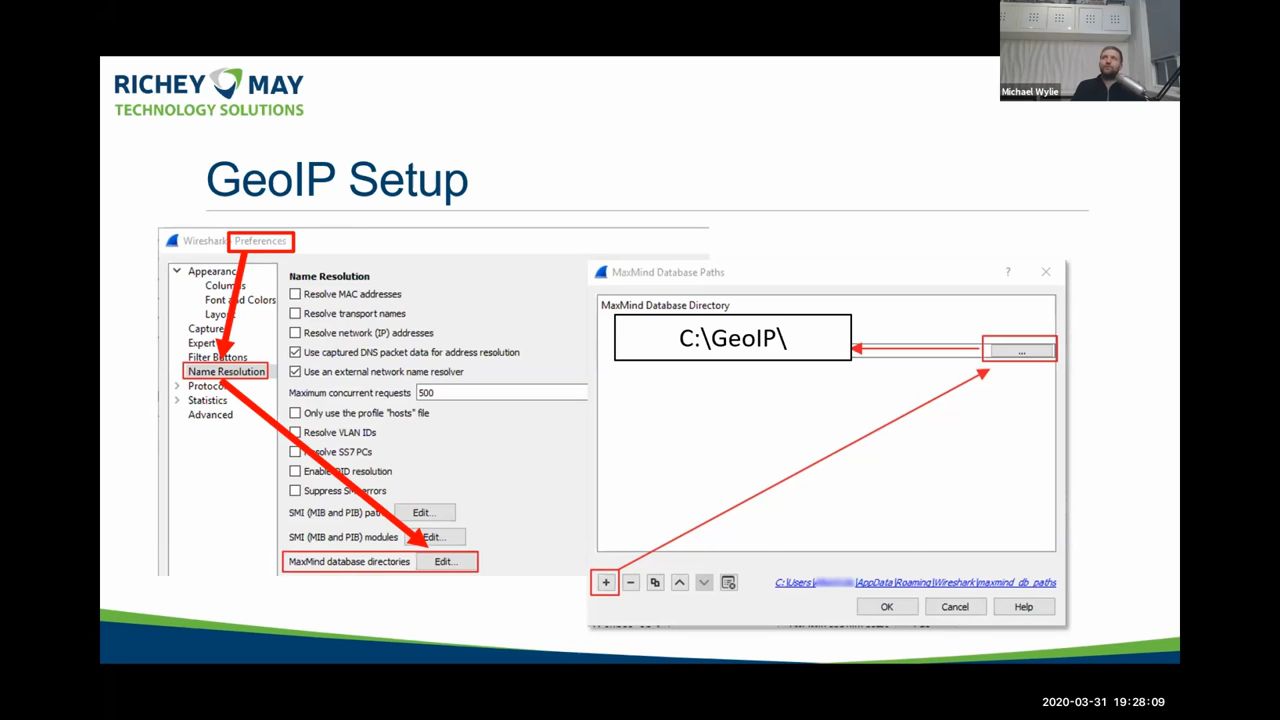 Michael Wylie
RICHEY MAY
TECHNOLOGY SOLUTIONS
GeoIP Setup
Wireshark Preferences
Appearance
Columns
Font and Colors
Layout
Capture
Expert
Filter Buttons
Name Resolution
Protocols
Statistics
Advanced
Name Resolution
Resolve MAC addresses
Resolve transport names
Resolve network (IP) addresses
Use captured DNS packet data for address resolution
Use an external network name resolver
Maximum concurrent requests 500
Only use the profile "hosts" file
Resolve VLAN IDs
Resolve SS7 PCs
Enable OID resolution
Suppress SMI errors
SMI (MIB and PIB) paths Edit...
SMI (MIB and PIB) modules Edit...
MaxMind database directories Edit...
MaxMind Database Paths
MaxMind Database Directory
C:\GeoIP\
...
C:\Users\ \AppData\Roaming\Wireshark\maxmind_db_paths
OK Cancel Help
2020-03-31 19:28:09